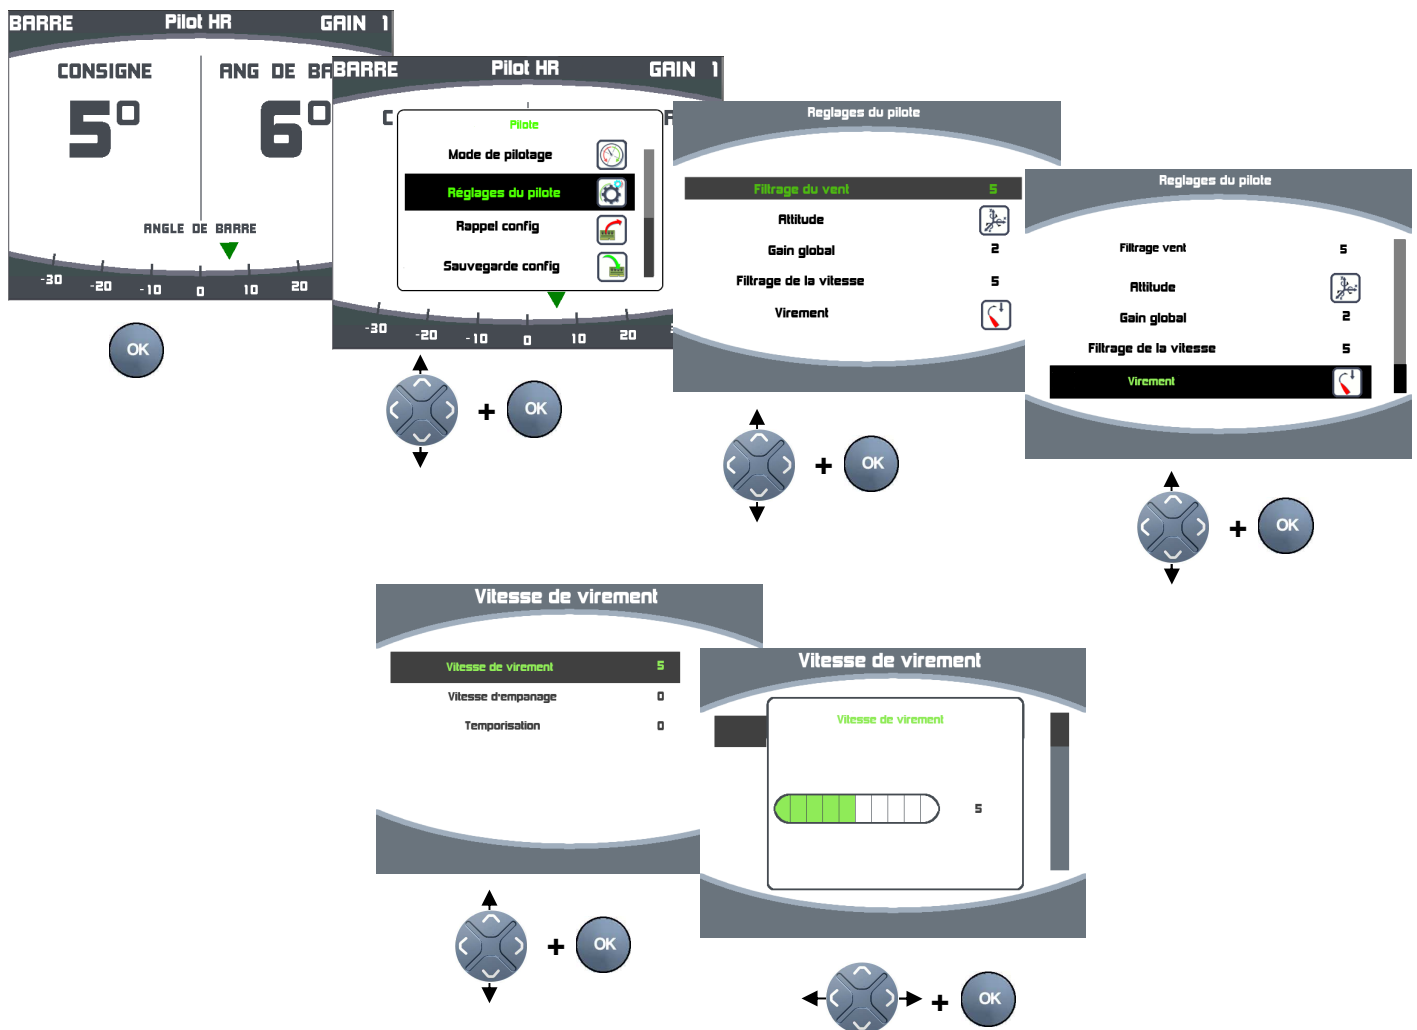 BARRE Pilot HR GAIN 1
CONSIGNE ANG DE BA
5° 6°
ANGLE DE BARRE
-30 -20 -10 0 10 20
OK
BARRE Pilot HR GAIN 1
C
Pilote
Mode de pilotage
Réglages du pilote
Rappel config
Sauvegarde config
-30 -20 -10 0 10 20
+ OK
Reglages du pilote
Filtrage du vent 5
Attitude
Gain global 2
Filtrage de la vitesse 5
Virement
+ OK
Reglages du pilote
Filtrage vent 5
Attitude
Gain global 2
Filtrage de la vitesse 5
Virement
+ OK
Vitesse de virement
Vitesse de virement 5
Vitesse d'empanage 0
Temporisation 0
+ OK
Vitesse de virement
Vitesse de virement
5
+ OK